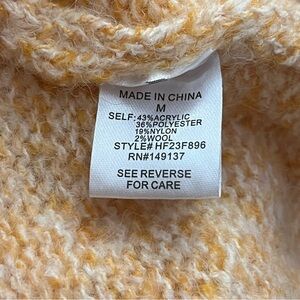 MADE IN CHINA
M
SELF: 43%ACRYLIC
36%POLYESTER
19%NYLON
2%WOOL
STYLE# HF23F896
RN#149137
SEE REVERSE
FOR CARE